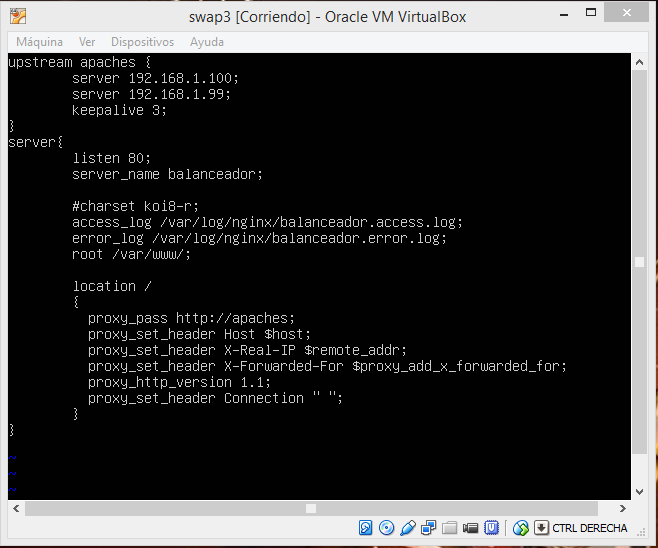 swap3 [Corriendo] - Oracle VM VirtualBox
Máquina Ver Dispositivos Ayuda
upstream apaches {
server 192.168.1.100;
server 192.168.1.99;
keepalive 3;
}
server{
listen 80;
server_name balanceador;
#charset koi8-r;
access_log /var/log/nginx/balanceador.access.log;
error_log /var/log/nginx/balanceador.error.log;
root /var/www/;
location /
{
proxy_pass http://apaches;
proxy_set_header Host $host;
proxy_set_header X-Real-IP $remote_addr;
proxy_set_header X-Forwarded-For $proxy_add_x_forwarded_for;
proxy_http_version 1.1;
proxy_set_header Connection " ";
}
}
~
~
~
CTRL DERECHA